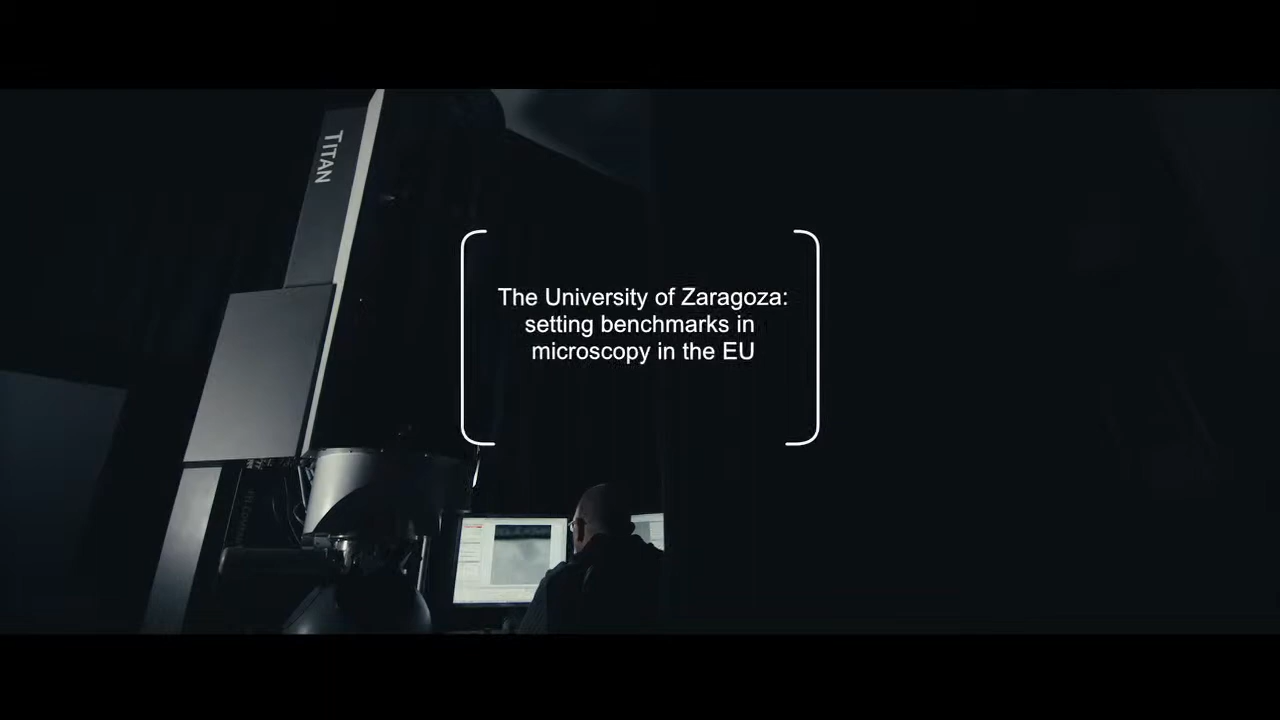 TITAN
The University of Zaragoza:
setting benchmarks in
microscopy in the EU